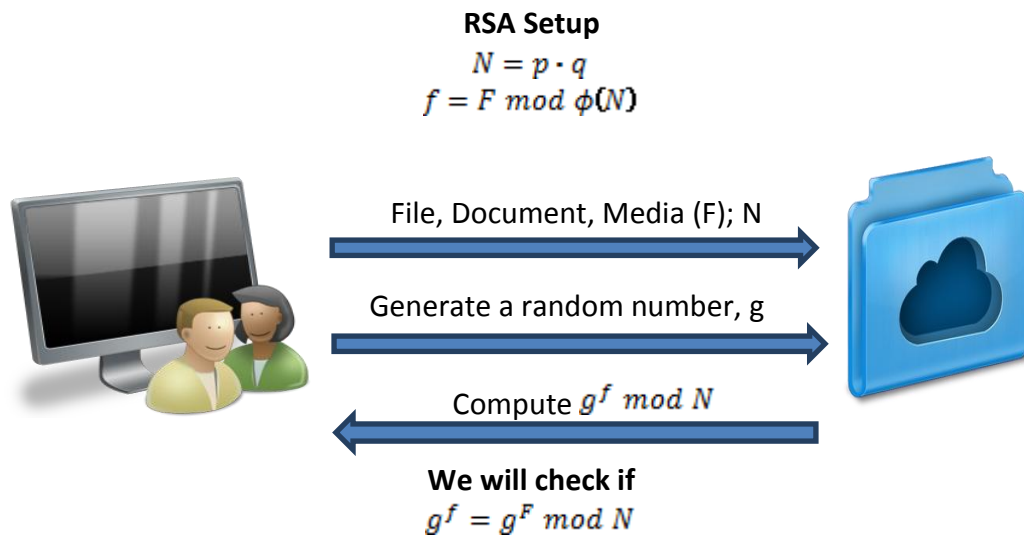 RSA Setup
N = p · q
f = F mod ϕ(N)
File, Document, Media (F); N
Generate a random number, g
Compute g^f mod N
We will check if
g^f = g^F mod N